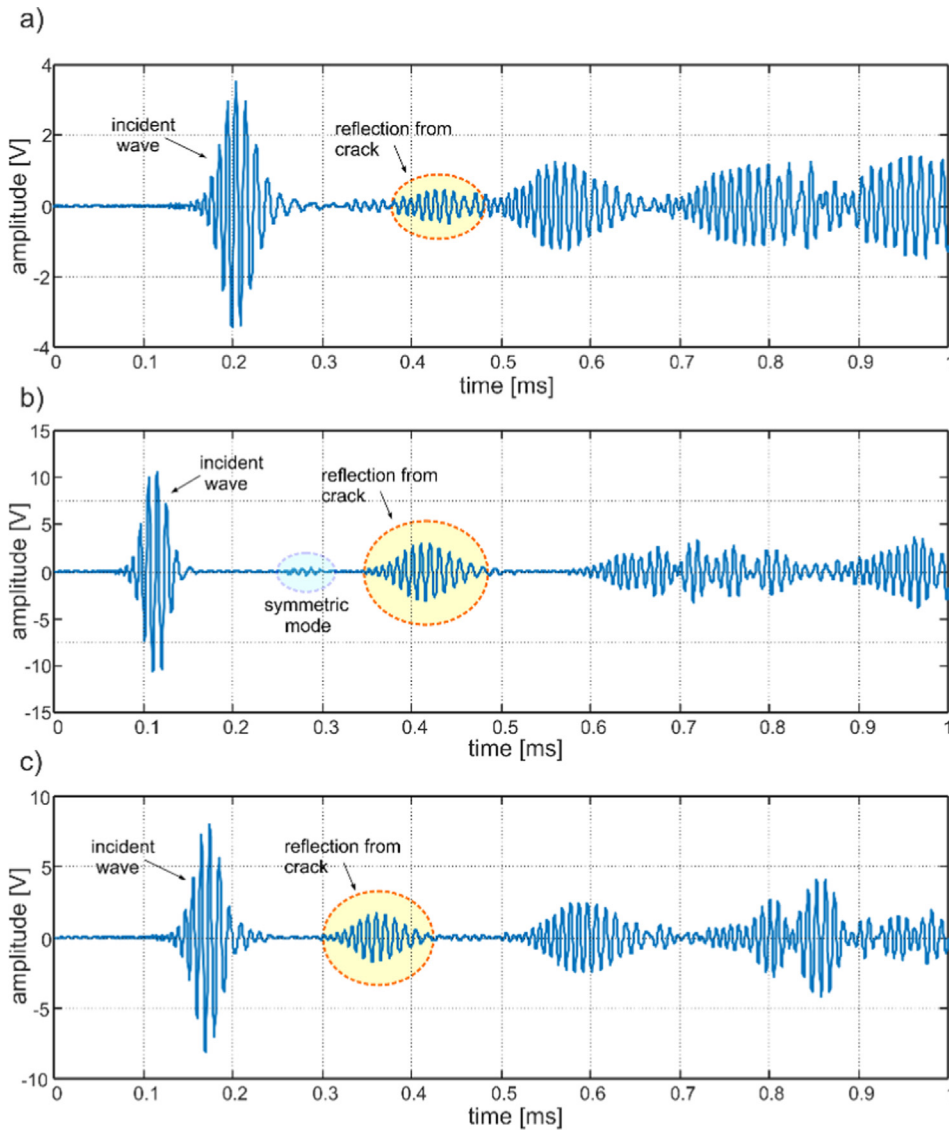 a)
4
2
0
-2
-4
amplitude [V]
incident
wave
reflection from
crack
0 0.1 0.2 0.3 0.4 0.5 0.6 0.7 0.8 0.9 1
time [ms]
b)
15
10
5
0
-5
-10
-15
amplitude [V]
incident
wave
symmetric
mode
reflection from
crack
0 0.1 0.2 0.3 0.4 0.5 0.6 0.7 0.8 0.9 1
time [ms]
c)
10
5
0
-5
-10
amplitude [V]
incident
wave
reflection from
crack
0 0.1 0.2 0.3 0.4 0.5 0.6 0.7 0.8 0.9 1
time [ms]